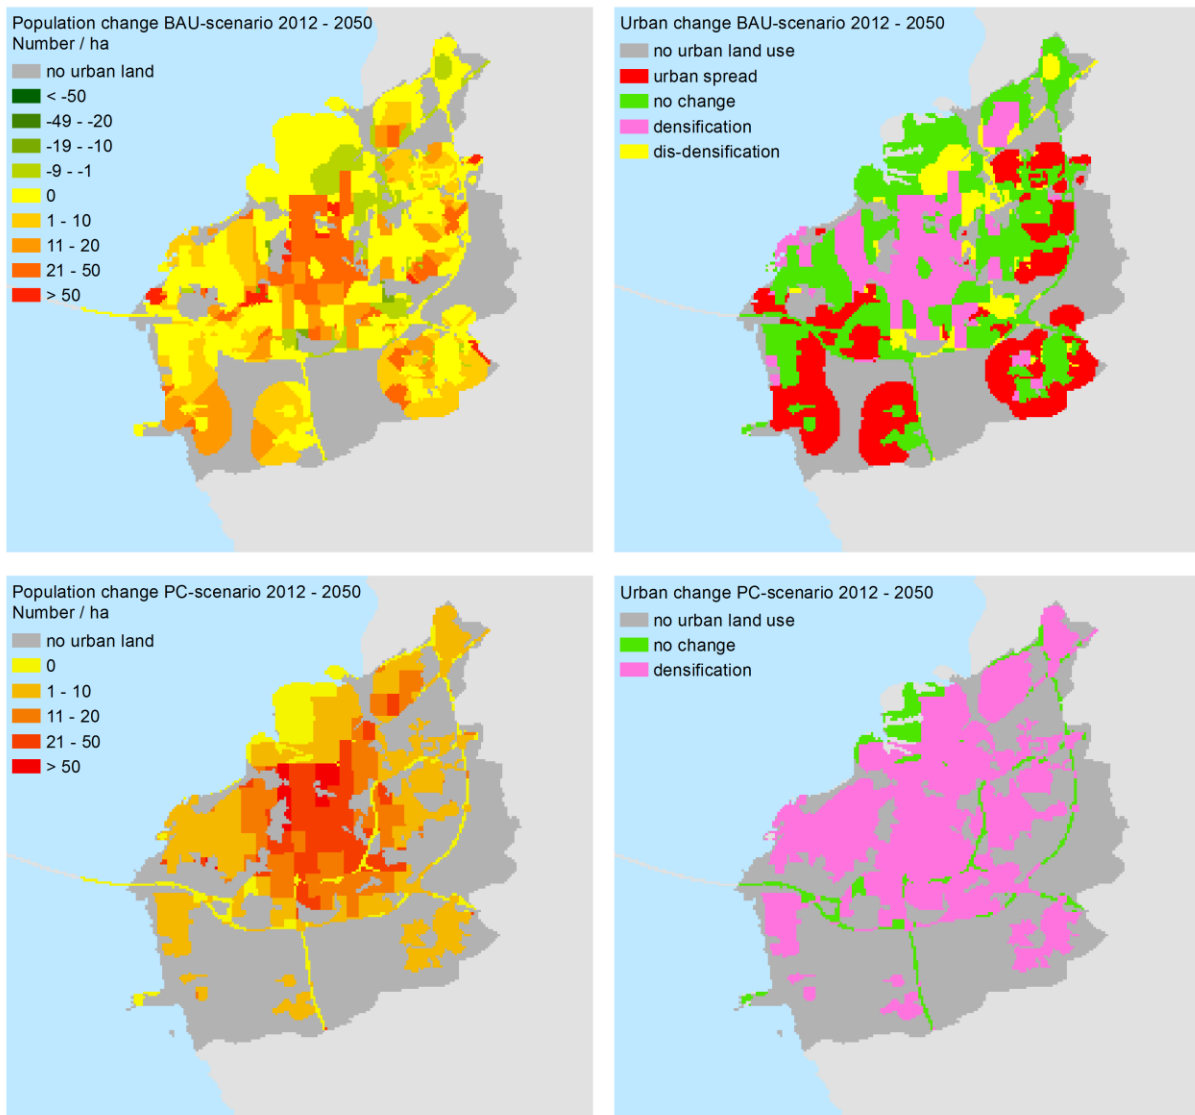 Population change BAU-scenario 2012 - 2050
Number / ha
no urban land
< -50
-49 - -20
-19 - -10
-9 - -1
0
1 - 10
11 - 20
21 - 50
> 50
Urban change BAU-scenario 2012 - 2050
no urban land use
urban spread
no change
densification
dis-densification
Population change PC-scenario 2012 - 2050
Number / ha
no urban land
0
1 - 10
11 - 20
21 - 50
> 50
Urban change PC-scenario 2012 - 2050
no urban land use
no change
densification